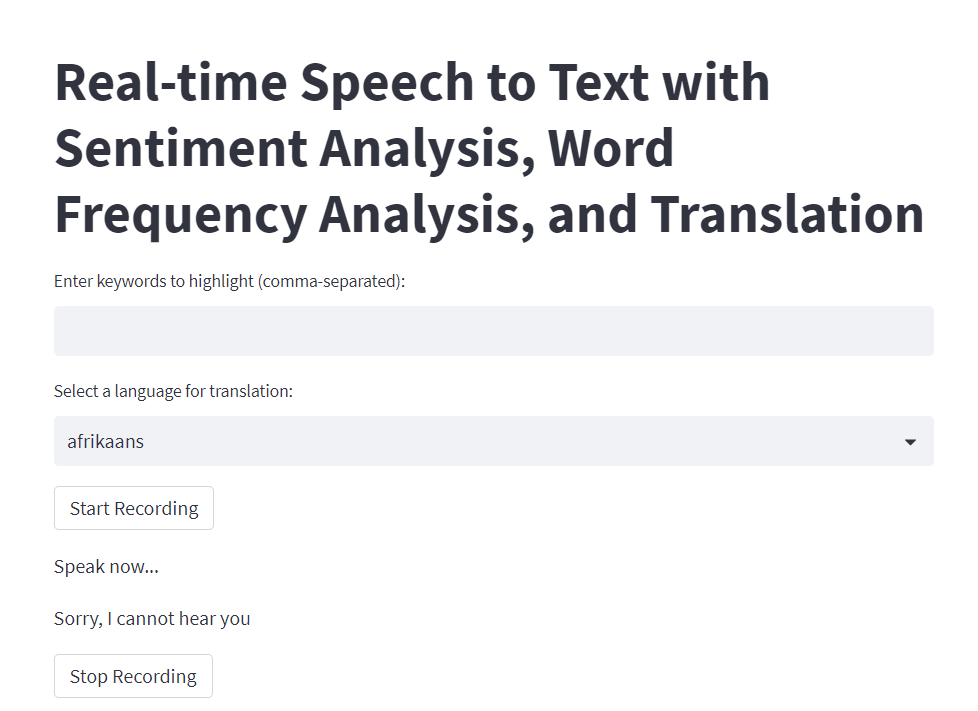 Real-time Speech to Text with
Sentiment Analysis, Word
Frequency Analysis, and Translation
Enter keywords to highlight (comma-separated):
Select a language for translation:
afrikaans
Start Recording
Speak now...
Sorry, I cannot hear you
Stop Recording